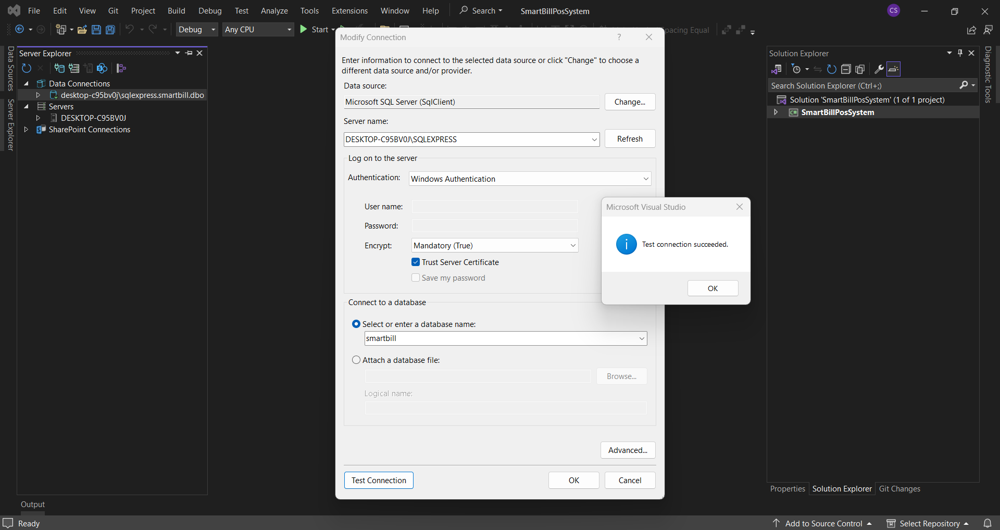 File Edit View Git Project Build Debug Test Analyze Tools Extensions Window Help Search SmartBillPosSystem CS
Debug Any CPU Start pacing Equal
Data Sources
Server Explorer
Server Explorer
Data Connections
desktop-c95bv0j\sqlexpress.smartbill.dbo
Servers
DESKTOP-C95BV0J
SharePoint Connections
Modify Connection ?
Enter information to connect to the selected data source or click "Change" to choose a
different data source and/or provider.
Data source:
Microsoft SQL Server (SqlClient) Change...
Server name:
DESKTOP-C95BV0J\SQLEXPRESS Refresh
Log on to the server
Authentication: Windows Authentication
User name:
Password:
Encrypt: Mandatory (True)
Trust Server Certificate
Save my password
Connect to a database
Select or enter a database name:
smartbill
Attach a database file:
Browse...
Logical name:
Advanced...
Test Connection OK Cancel
Microsoft Visual Studio
Test connection succeeded.
OK
Solution Explorer
Search Solution Explorer (Ctrl+;)
Solution 'SmartBillPosSystem' (1 of 1 project)
C# SmartBillPosSystem
Properties Solution Explorer Git Changes
Diagnostic Tools
Output
Ready Add to Source Control Select Repository